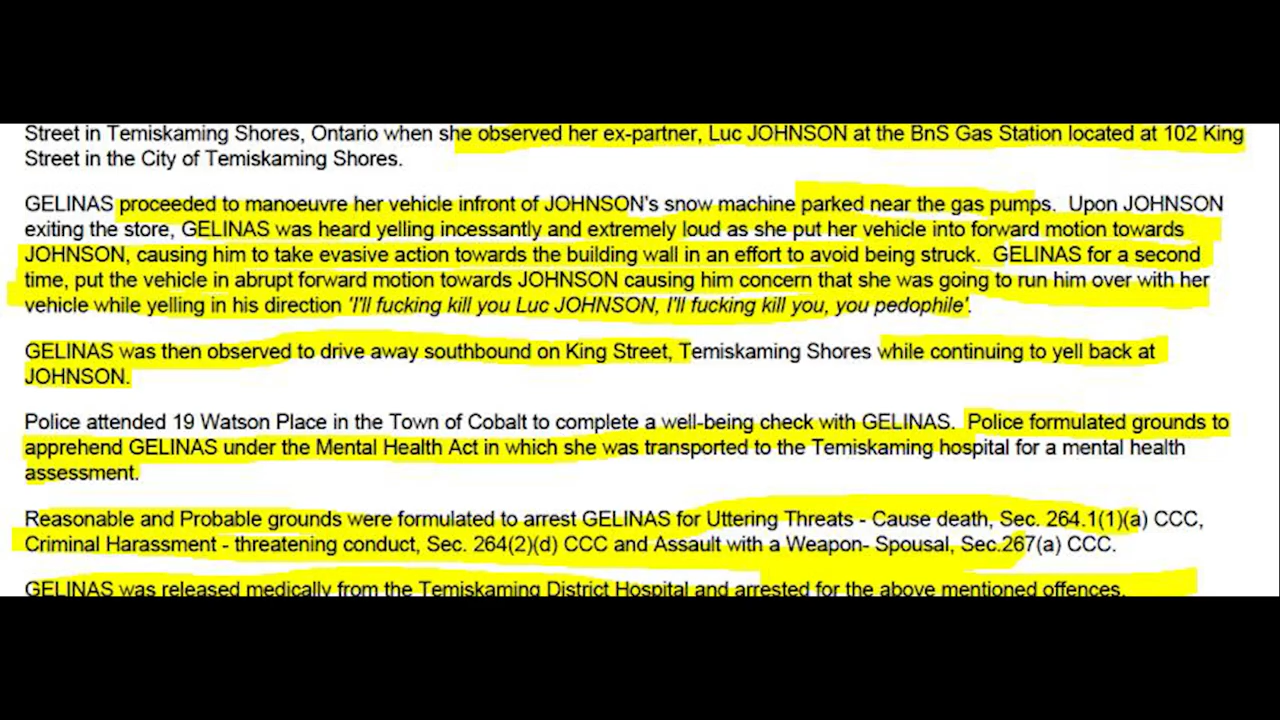 Street in Temiskaming Shores, Ontario when she observed her ex-partner, Luc JOHNSON at the BnS Gas Station located at 102 King
Street in the City of Temiskaming Shores.
GELINAS proceeded to manoeuvre her vehicle infront of JOHNSON's snow machine parked near the gas pumps. Upon JOHNSON
exiting the store, GELINAS was heard yelling incessantly and extremely loud as she put her vehicle into forward motion towards
JOHNSON, causing him to take evasive action towards the building wall in an effort to avoid being struck. GELINAS for a second
time, put the vehicle in abrupt forward motion towards JOHNSON causing him concern that she was going to run him over with her
vehicle while yelling in his direction 'I'll fucking kill you Luc JOHNSON, I'll fucking kill you, you pedophile'.
GELINAS was then observed to drive away southbound on King Street, Temiskaming Shores while continuing to yell back at
JOHNSON.
Police attended 19 Watson Place in the Town of Cobalt to complete a well-being check with GELINAS. Police formulated grounds to
apprehend GELINAS under the Mental Health Act in which she was transported to the Temiskaming hospital for a mental health
assessment.
Reasonable and Probable grounds were formulated to arrest GELINAS for Uttering Threats - Cause death, Sec. 264.1(1)(a) CCC,
Criminal Harassment - threatening conduct, Sec. 264(2)(d) CCC and Assault with a Weapon- Spousal, Sec.267(a) CCC.
GELINAS was released medically from the Temiskaming District Hospital and arrested for the above mentioned offences.